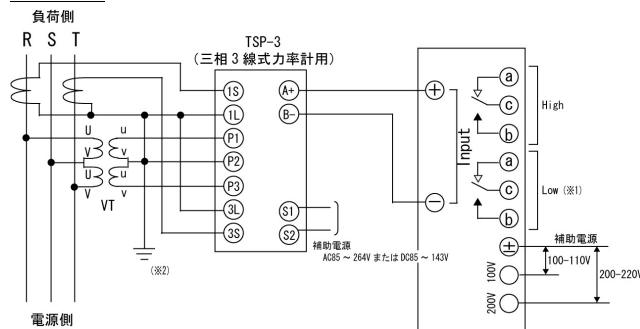 負荷側
R S T
TSP-3
(三相3線式力率計用)
1S
1L
P1
P2
P3
3L
3S
A+
B-
S1
S2
U u
V v
U u
V v
VT
(※2)
補助電源
AC85 ~ 264V または DC85 ~ 143V
電源側
+
Input
−
a
c
b
High
a
c
b
Low (※1)
±
補助電源
100V
100-110V
200V
200-220V